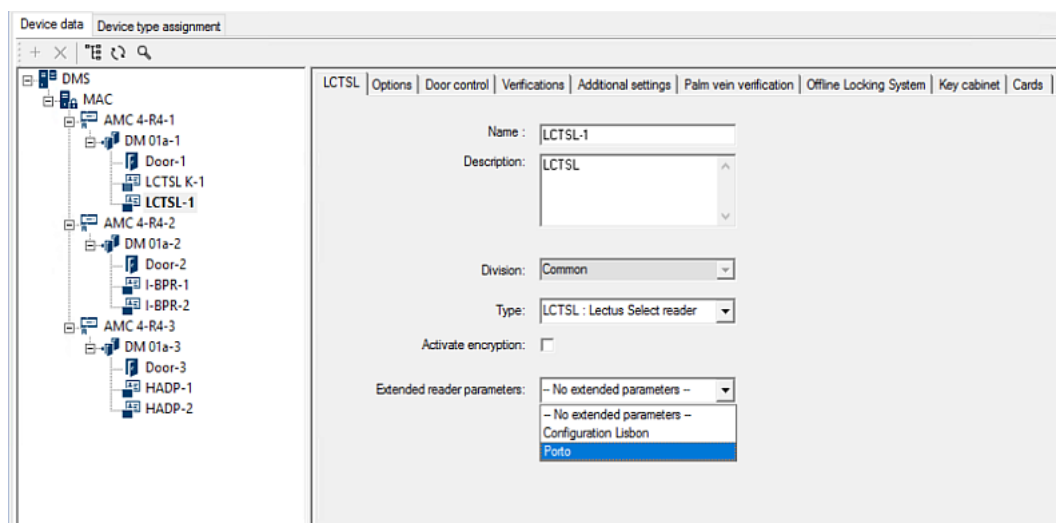 Device data Device type assignment
DMS
MAC
AMC 4-R4-1
DM 01a-1
Door-1
LCTSL K-1
LCTSL-1
AMC 4-R4-2
DM 01a-2
Door-2
I-BPR-1
I-BPR-2
AMC 4-R4-3
DM 01a-3
Door-3
HADP-1
HADP-2
LCTSL Options Door control Verifications Additional settings Palm vein verification Offline Locking System Key cabinet Cards
Name : LCTSL-1
Description: LCTSL
Division: Common
Type: LCTSL : Lectus Select reader
Activate encryption:
Extended reader parameters: -- No extended parameters --
-- No extended parameters --
Configuration Lisbon
Porto